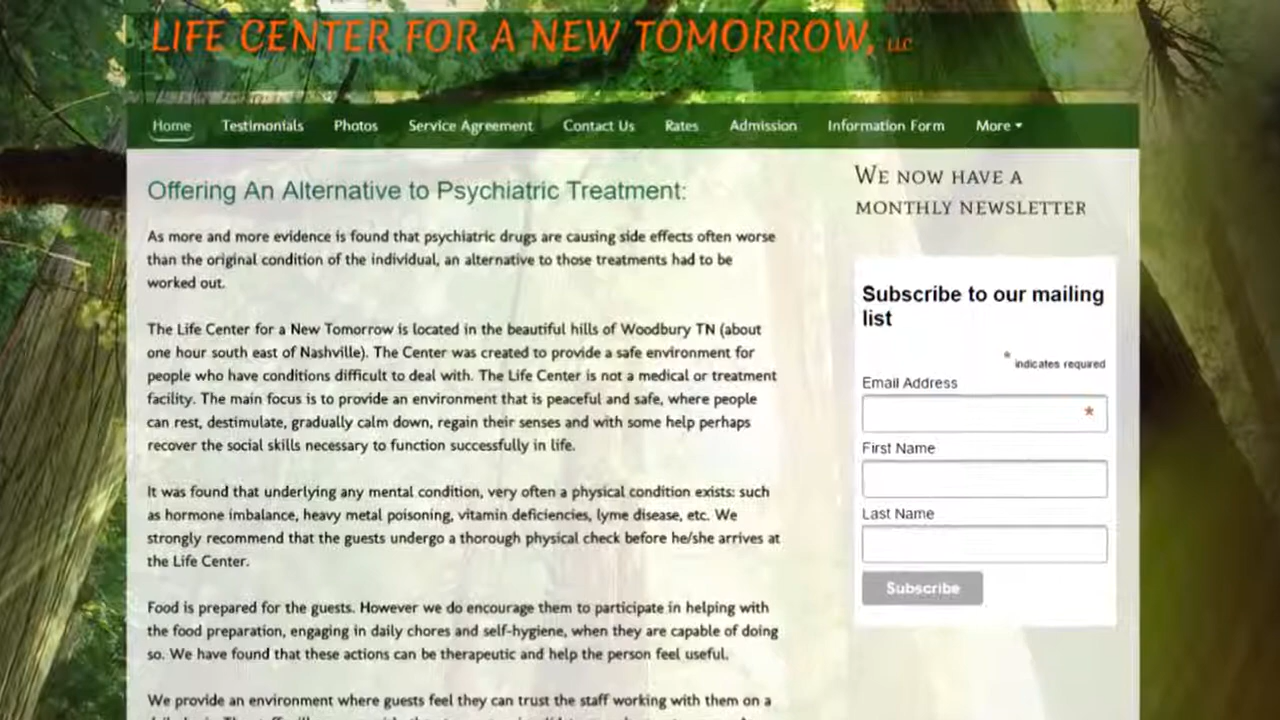 LIFE CENTER FOR A NEW TOMORROW, LLC
Home Testimonials Photos Service Agreement Contact Us Rates Admission Information Form More
Offering An Alternative to Psychiatric Treatment:
As more and more evidence is found that psychiatric drugs are causing side effects often worse
than the original condition of the individual, an alternative to those treatments had to be
worked out.
The Life Center for a New Tomorrow is located in the beautiful hills of Woodbury TN (about
one hour south east of Nashville). The Center was created to provide a safe environment for
people who have conditions difficult to deal with. The Life Center is not a medical or treatment
facility. The main focus is to provide an environment that is peaceful and safe, where people
can rest, destimulate, gradually calm down, regain their senses and with some help perhaps
recover the social skills necessary to function successfully in life.
It was found that underlying any mental condition, very often a physical condition exists: such
as hormone imbalance, heavy metal poisoning, vitamin deficiencies, lyme disease, etc. We
strongly recommend that the guests undergo a thorough physical check before he/she arrives at
the Life Center.
Food is prepared for the guests. However we do encourage them to participate in helping with
the food preparation, engaging in daily chores and self-hygiene, when they are capable of doing
so. We have found that these actions can be therapeutic and help the person feel useful.
We provide an environment where guests feel they can trust the staff working with them on a
We now have a
monthly newsletter
Subscribe to our mailing
list
* indicates required
Email Address
*
First Name
Last Name
Subscribe